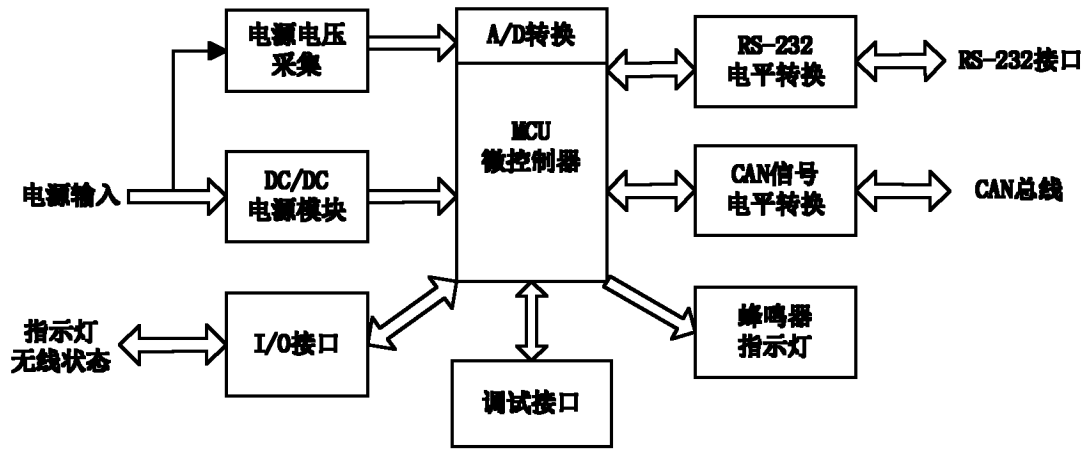 电源电压
采集
A/D转换
RS-232
电平转换
RS-232接口
MCU
微控制器
电源输入
DC/DC
电源模块
CAN信号
电平转换
CAN总线
指示灯
无线状态
I/O接口
调试接口
蜂鸣器
指示灯